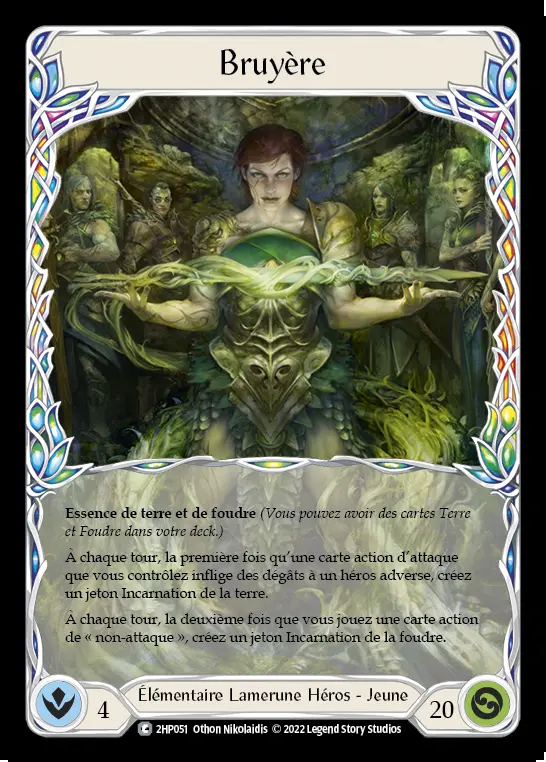 Bruyère
Essence de terre et de foudre (Vous pouvez avoir des cartes Terre
et Foudre dans votre deck.)
À chaque tour, la première fois qu'une carte action d'attaque
que vous contrôlez inflige des dégâts à un héros adverse, créez
un jeton Incarnation de la terre.
À chaque tour, la deuxième fois que vous jouez une carte action
de « non-attaque », créez un jeton Incarnation de la foudre.
4
Élémentaire Lamerune Héros - Jeune
20
C 2HP051 Othon Nikolaidis © 2022 Legend Story Studios